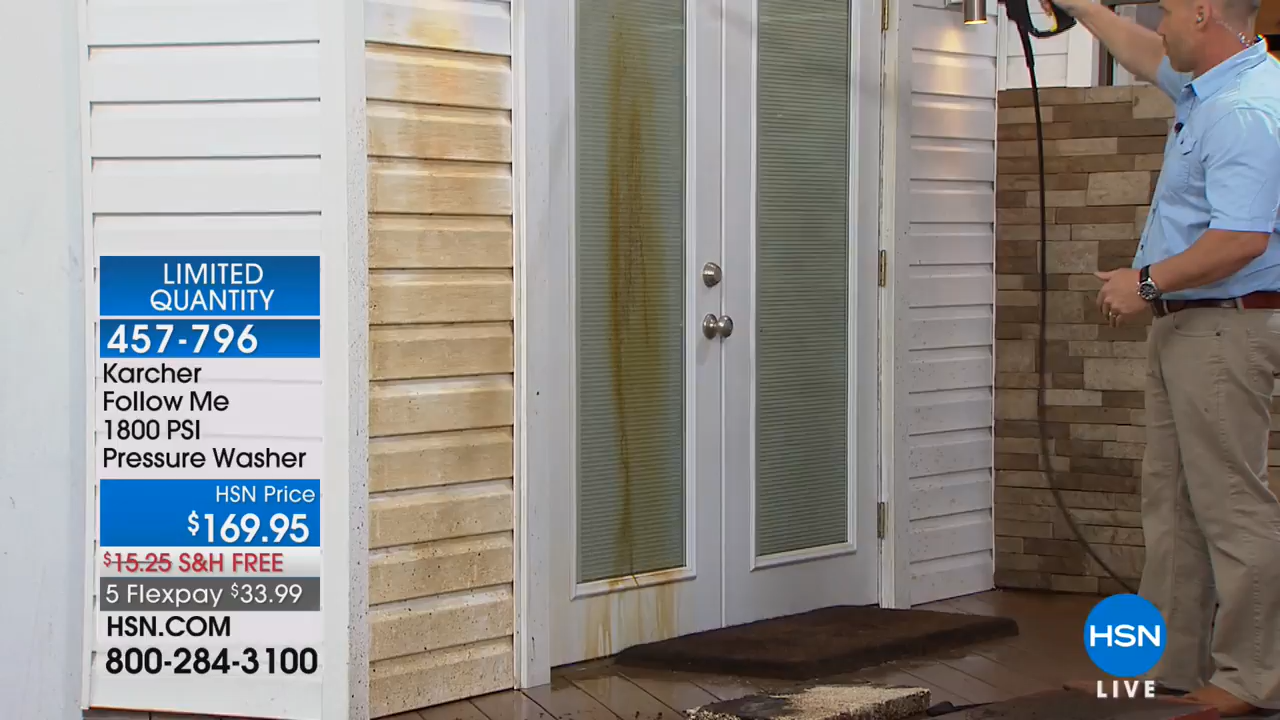 LIMITED
QUANTITY
457-796
Karcher
Follow Me
1800 PSI
Pressure Washer
HSN Price
$169.95
$15.25 S&H FREE
5 Flexpay $33.99
HSN.COM
800-284-3100
HSN
LIVE